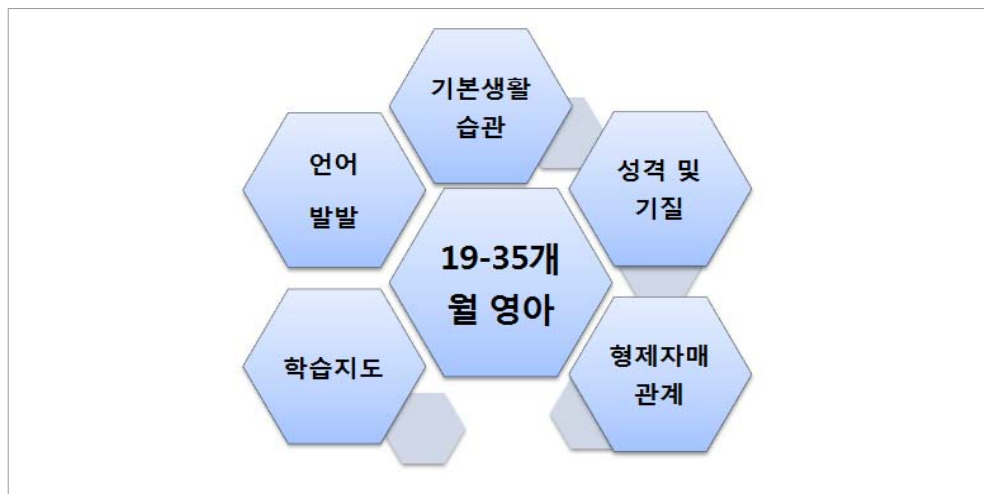 기본생활
습관
언어
발발
성격 및
기질
19-35개
월 영아
학습지도
형제자매
관계